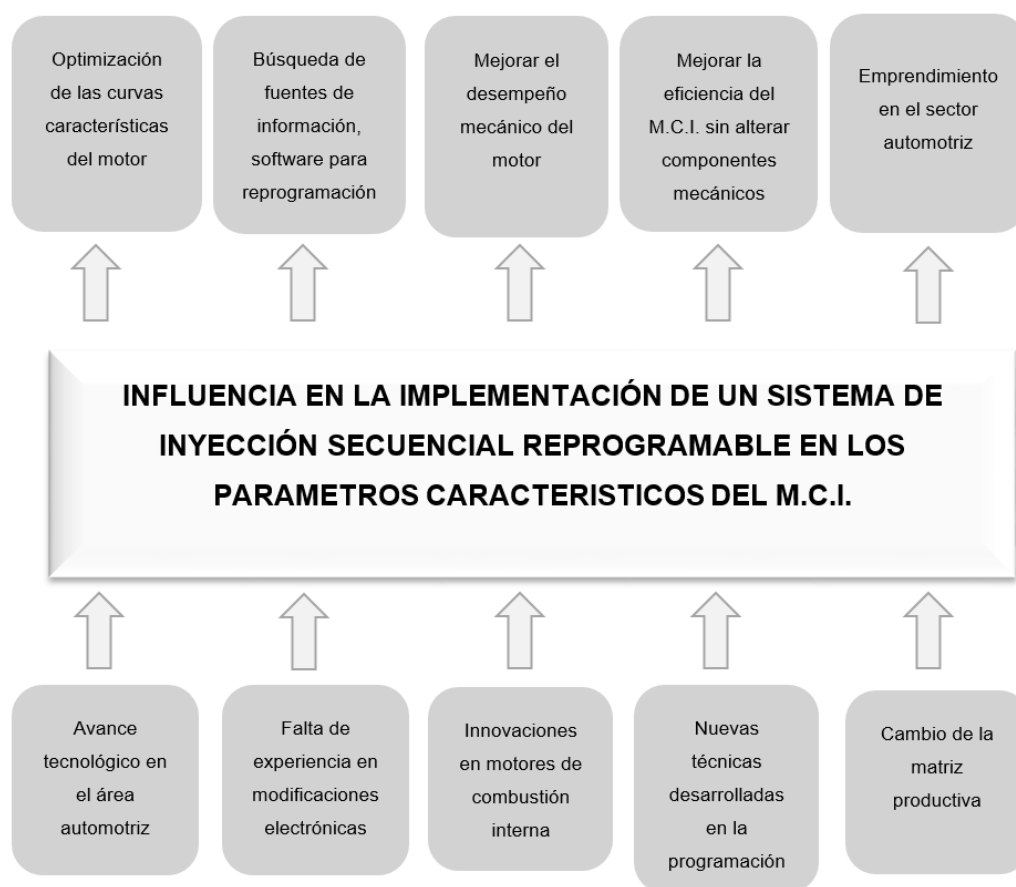 Optimización
de las curvas
características
del motor
Búsqueda de
fuentes de
información,
software para
reprogramación
Mejorar el
desempeño
mecánico del
motor
Mejorar la
eficiencia del
M.C.I. sin alterar
componentes
mecánicos
Emprendimiento
en el sector
automotriz
INFLUENCIA EN LA IMPLEMENTACIÓN DE UN SISTEMA DE
INYECCIÓN SECUENCIAL REPROGRAMABLE EN LOS
PARAMETROS CARACTERISTICOS DEL M.C.I.
Avance
tecnológico en
el área
automotriz
Falta de
experiencia en
modificaciones
electrónicas
Innovaciones
en motores de
combustión
interna
Nuevas
técnicas
desarrolladas
en la
programación
Cambio de la
matriz
productiva